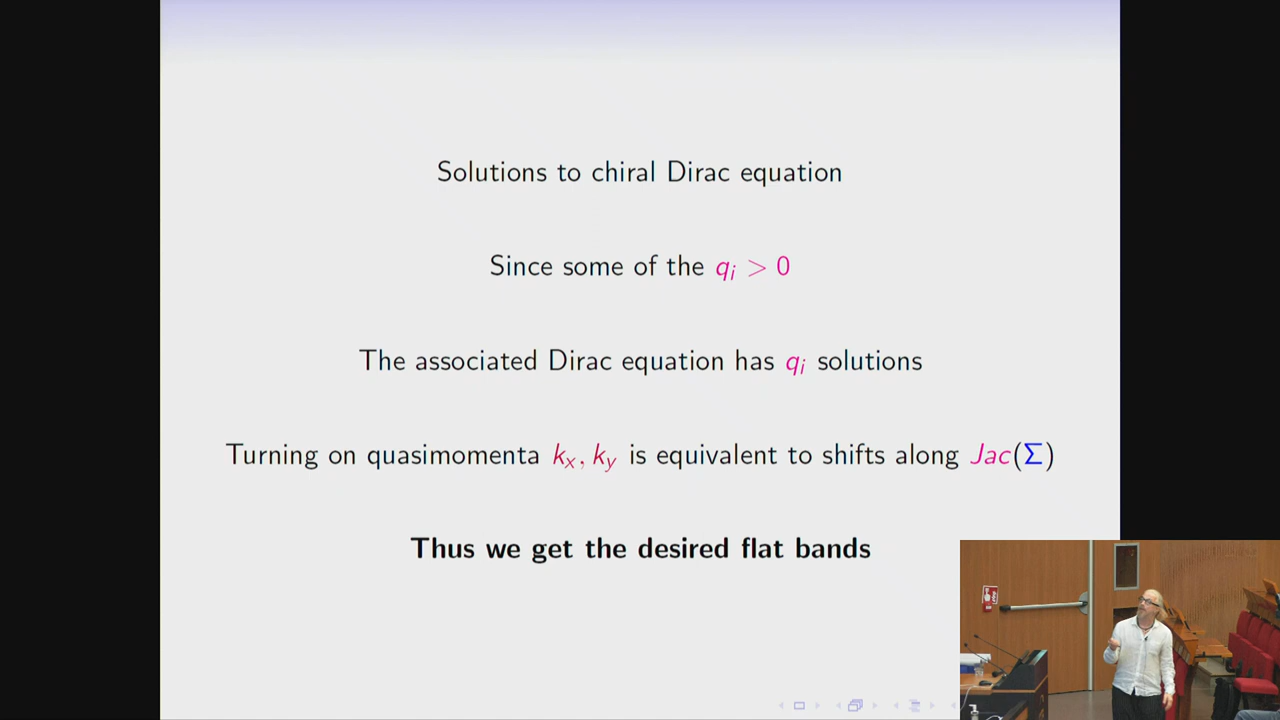 Solutions to chiral Dirac equation
Since some of the qᵢ > 0
The associated Dirac equation has qᵢ solutions
Turning on quasimomenta kₓ, k_y is equivalent to shifts along Jac(Σ)
Thus we get the desired flat bands